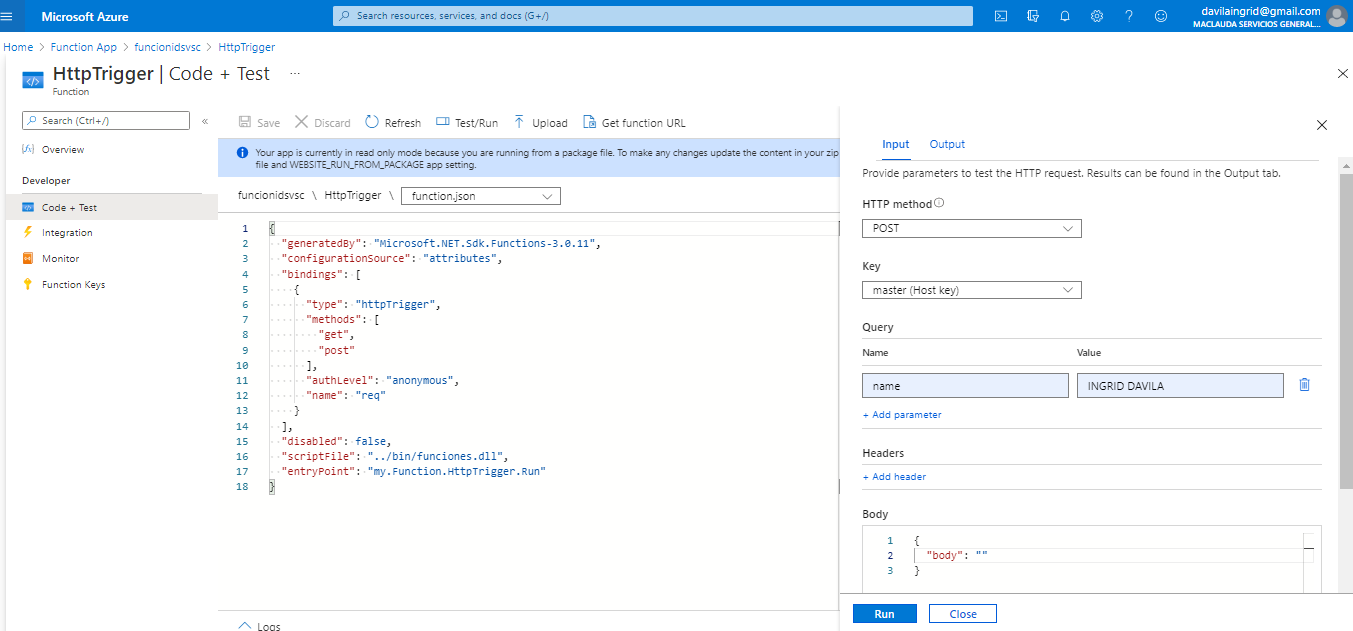 Microsoft Azure
Search resources, services, and docs (G+/)
davilaingrid@gmail.com
MACLAUDA SERVICIOS GENERAL...
Home > Function App > funcionidsvsc > HttpTrigger
HttpTrigger | Code + Test ...
Function
Search (Ctrl+/)
«
Overview
Developer
Code + Test
Integration
Monitor
Function Keys
Save Discard Refresh Test/Run Upload Get function URL
Your app is currently in read only mode because you are running from a package file. To make any changes update the content in your zip
file and WEBSITE_RUN_FROM_PACKAGE app setting.
funcionidsvsc \ HttpTrigger \ function.json
1 {
2 "generatedBy": "Microsoft.NET.Sdk.Functions-3.0.11",
3 "configurationSource": "attributes",
4 "bindings": [
5 {
6 "type": "httpTrigger",
7 "methods": [
8 "get",
9 "post"
10 ],
11 "authLevel": "anonymous",
12 "name": "req"
13 }
14 ],
15 "disabled": false,
16 "scriptFile": "../bin/funciones.dll",
17 "entryPoint": "my.Function.HttpTrigger.Run"
18 }
Logs
Input Output
Provide parameters to test the HTTP request. Results can be found in the Output tab.
HTTP method
POST
Key
master (Host key)
Query
Name Value
name INGRID DAVILA
+ Add parameter
Headers
+ Add header
Body
1 {
2 "body": ""
3 }
Run Close